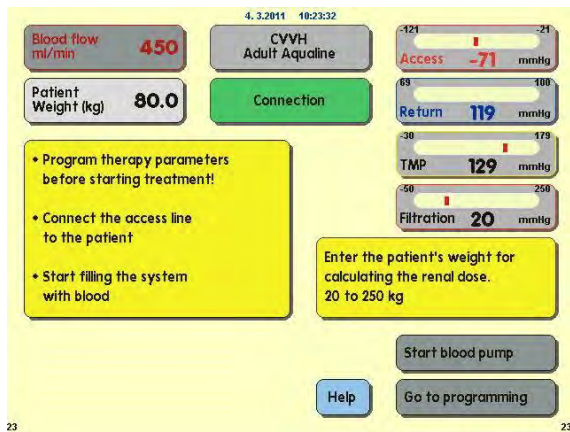 4. 3.2011 10:23:32
Blood flow
ml/min 450
CVVH
Adult Aqualine
-121 -21
Access -71 mmHg
Patient
Weight (kg) 80.0
Connection
69 100
Return 119 mmHg
-30 179
TMP 129 mmHg
-50 250
Filtration 20 mmHg
• Program therapy parameters
before starting treatment!
• Connect the access line
to the patient
• Start filling the system
with blood
Enter the patient's weight for
calculating the renal dose.
20 to 250 kg
Start blood pump
Help
Go to programming
23 23